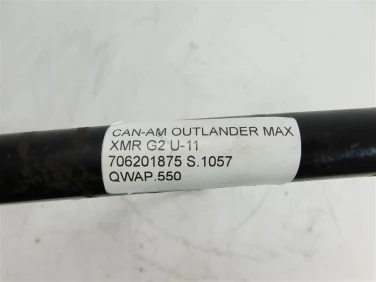 CAN-AM OUTLANDER MAX
XMR G2 U-11
706201875 S.1057
QWAP.550